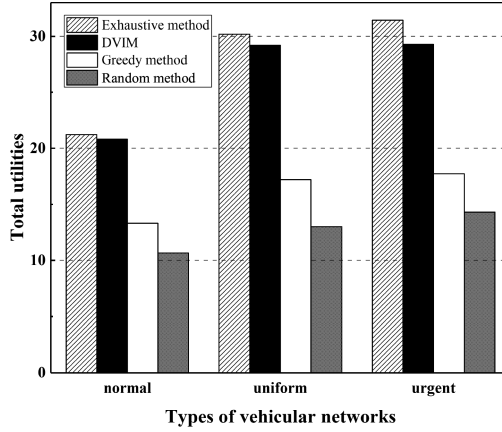 Exhaustive method
DVIM
Greedy method
Random method
30
20
10
0
Total utilities
normal uniform urgent
Types of vehicular networks